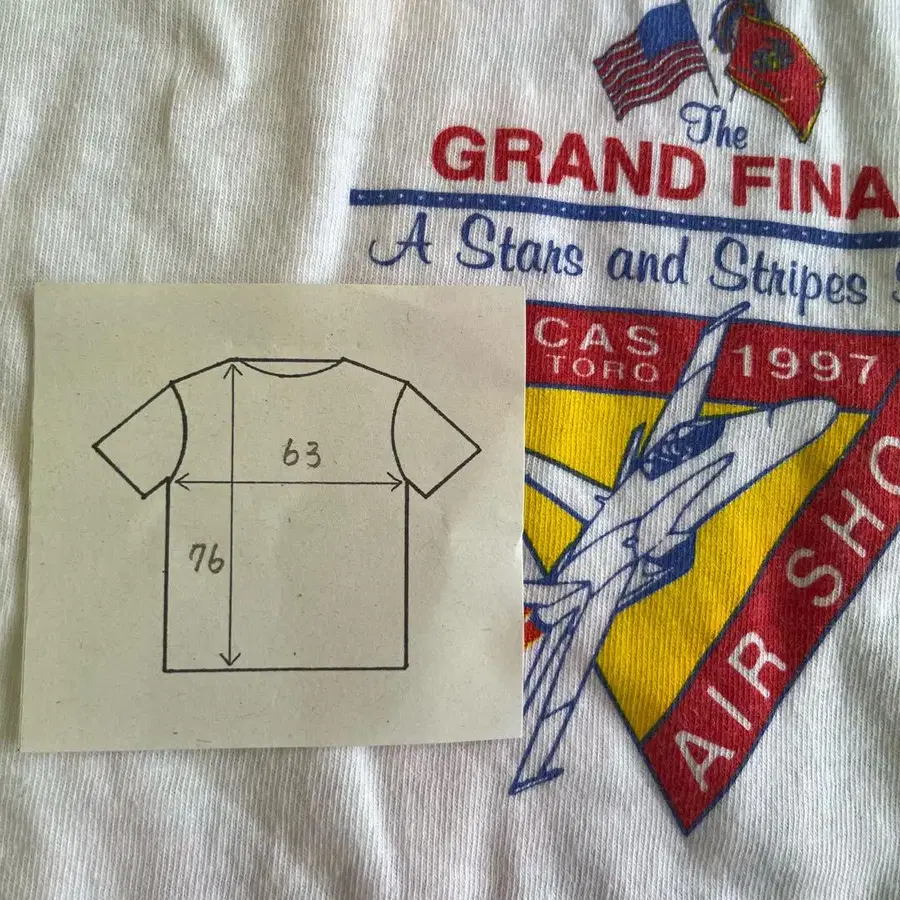 The
GRAND FINA
A Stars and Stripes
CAS
TORO
1997
AIR SHO
63
76